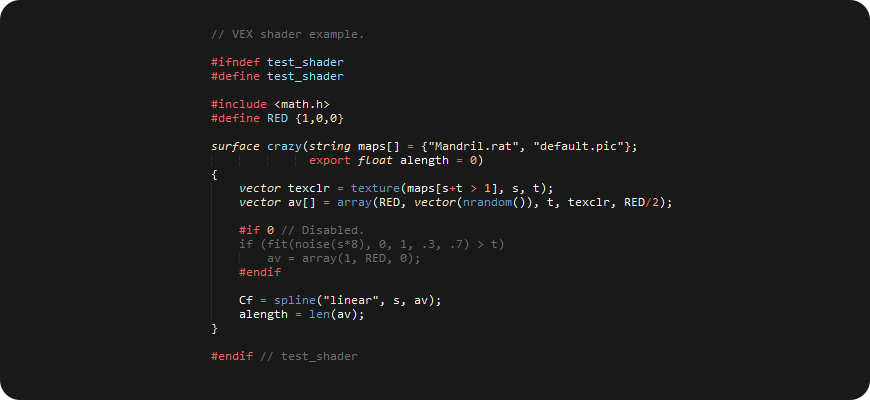 // VEX shader example.
#ifndef test_shader
#define test_shader
#include <math.h>
#define RED {1,0,0}
surface crazy(string maps[] = {"Mandril.rat", "default.pic"};
export float alength = 0)
{
vector texclr = texture(maps[s+t > 1], s, t);
vector av[] = array(RED, vector(nrandom()), t, texclr, RED/2);
#if 0 // Disabled.
if (fit(noise(s*8), 0, 1, .3, .7) > t)
av = array(1, RED, 0);
#endif
Cf = spline("linear", s, av);
alength = len(av);
}
#endif // test_shader